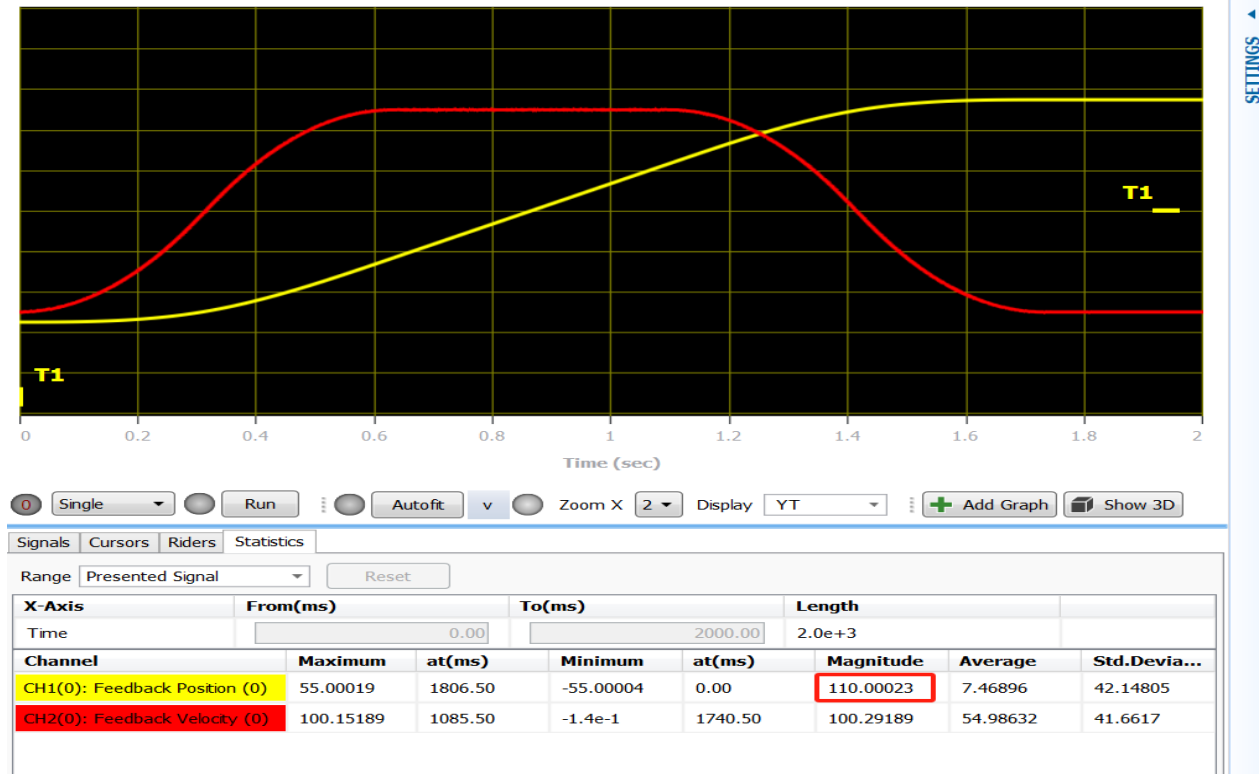 SETTINGS
T1
T1
0 0.2 0.4 0.6 0.8 1 1.2 1.4 1.6 1.8 2
Time (sec)
0 Single Run Autofit v Zoom X 2 Display YT Add Graph Show 3D
Signals Cursors Riders Statistics
Range Presented Signal Reset
X-Axis From(ms) To(ms) Length
Time 0.00 2000.00 2.0e+3
Channel Maximum at(ms) Minimum at(ms) Magnitude Average Std.Devia...
CH1(0): Feedback Position (0) 55.00019 1806.50 -55.00004 0.00 110.00023 7.46896 42.14805
CH2(0): Feedback Velocity (0) 100.15189 1085.50 -1.4e-1 1740.50 100.29189 54.98632 41.6617